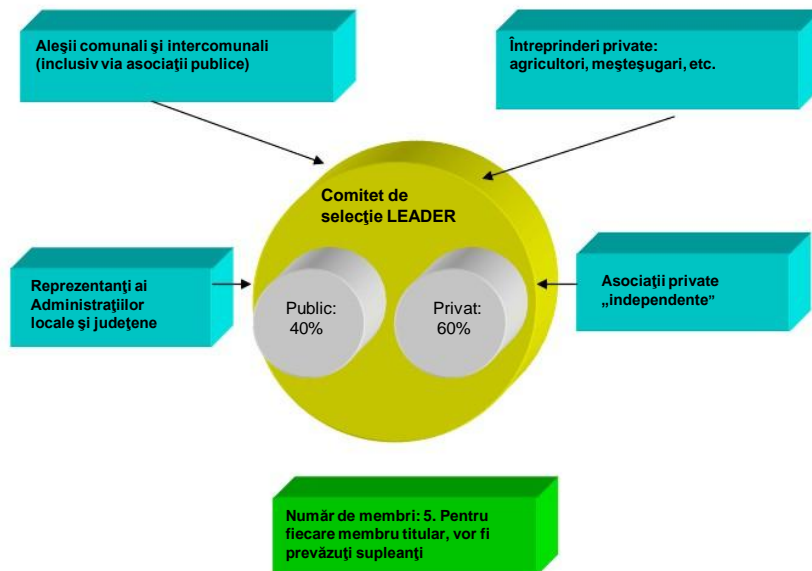 Aleşii comunali şi intercomunali
(inclusiv via asociaţii publice)
Întreprinderi private:
agricultori, meşteşugari, etc.
Comitet de
selecţie LEADER
Reprezentanţi ai
Administraţiilor
locale şi judeţene
Public:
40%
Privat:
60%
Asociaţii private
„independente”
Număr de membri: 5. Pentru
fiecare membru titular, vor fi
prevăzuţi supleanţi